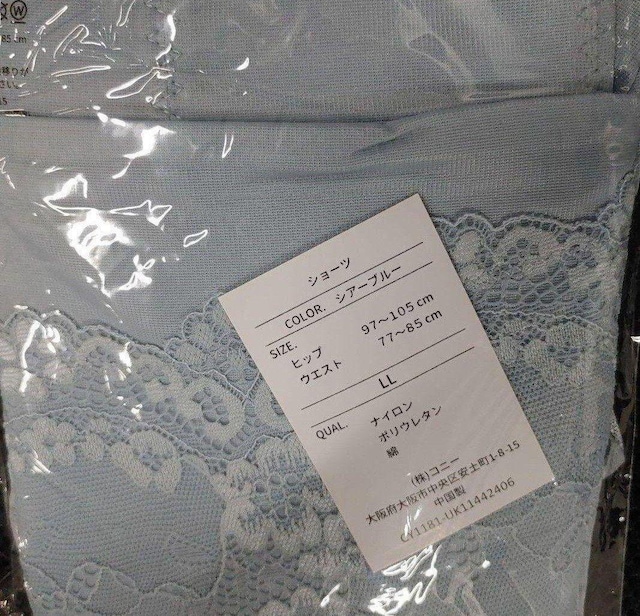 W
85 cm
ショーツ
COLOR. シアーブルー
SIZE.
ヒップ 97～105 cm
ウエスト 77～85 cm
LL
QUAL. ナイロン
ポリウレタン
綿
(株)コニー
大阪府大阪市中央区安土町1-8-15
中国製
CY1181-UK11442406